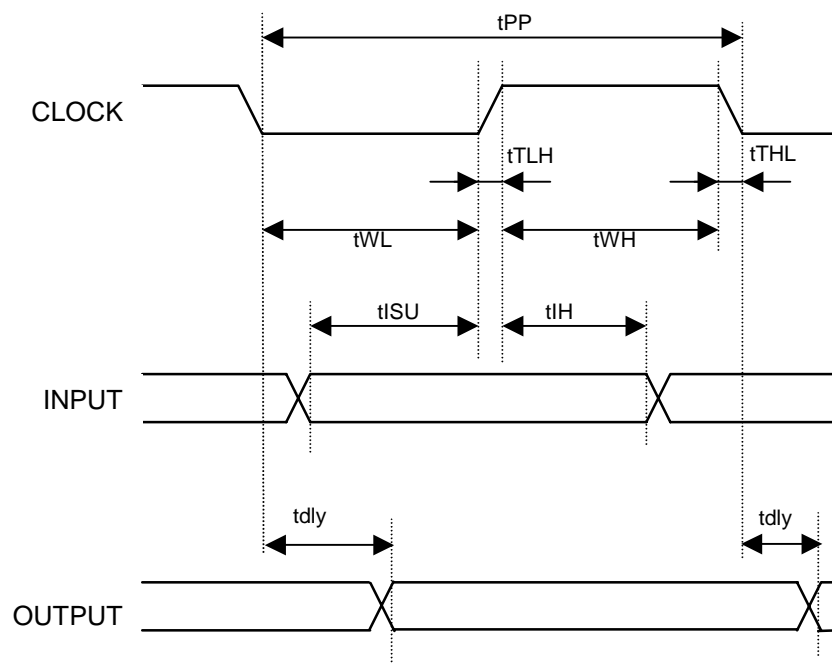 tPP
CLOCK
tTLH
tTHL
tWL
tWH
tISU
tIH
INPUT
tdly
tdly
OUTPUT